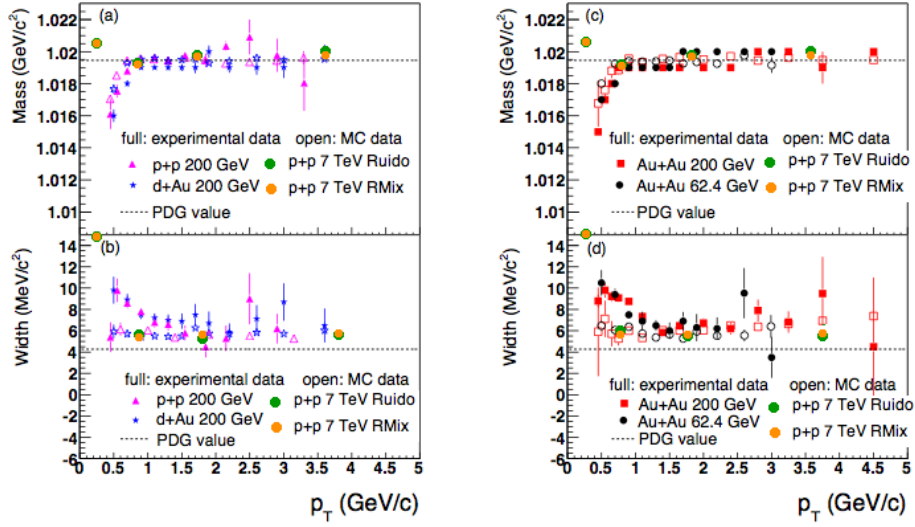 (a)
Mass (GeV/c²)
1.022
1.02
1.018
1.016
1.014
1.012
1.01
full: experimental data
open: MC data
p+p 200 GeV
p+p 7 TeV Ruido
d+Au 200 GeV
p+p 7 TeV RMix
PDG value
(b)
Width (MeV/c²)
14
12
10
8
6
4
2
0
2
4
6
full: experimental data
open: MC data
p+p 200 GeV
p+p 7 TeV Ruido
d+Au 200 GeV
p+p 7 TeV RMix
PDG value
0 0.5 1 1.5 2 2.5 3 3.5 4 4.5 5
p_T (GeV/c)
(c)
Mass (GeV/c²)
1.022
1.02
1.018
1.016
1.014
1.012
1.01
full: experimental data
open: MC data
Au+Au 200 GeV
p+p 7 TeV Ruido
Au+Au 62.4 GeV
p+p 7 TeV RMix
PDG value
(d)
Width (MeV/c²)
14
12
10
8
6
4
2
0
2
4
6
full: experimental data
open: MC data
Au+Au 200 GeV
p+p 7 TeV Ruido
Au+Au 62.4 GeV
p+p 7 TeV RMix
PDG value
0 0.5 1 1.5 2 2.5 3 3.5 4 4.5 5
p_T (GeV/c)